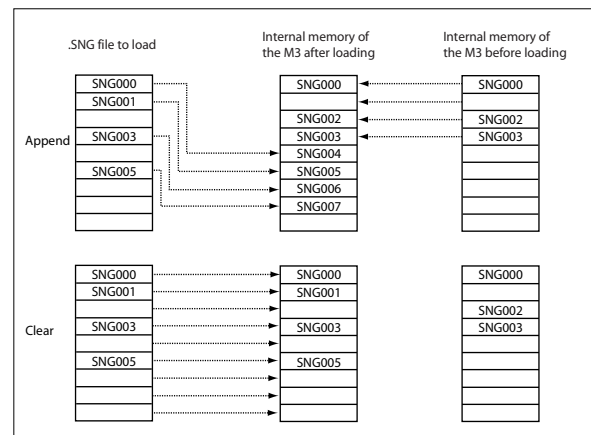 .SNG file to load
Internal memory of
the M3 after loading
Internal memory of
the M3 before loading
Append
SNG000
SNG001
SNG003
SNG005
SNG000
SNG002
SNG003
SNG004
SNG005
SNG006
SNG007
SNG000
SNG002
SNG003
Clear
SNG000
SNG001
SNG003
SNG005
SNG000
SNG001
SNG003
SNG005
SNG000
SNG002
SNG003